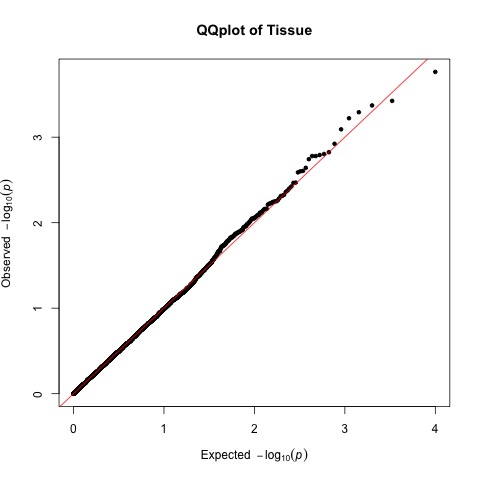 QQplot of Tissue
Observed −log₁₀(p)
3
2
1
0
0 1 2 3 4
Expected −log₁₀(p)